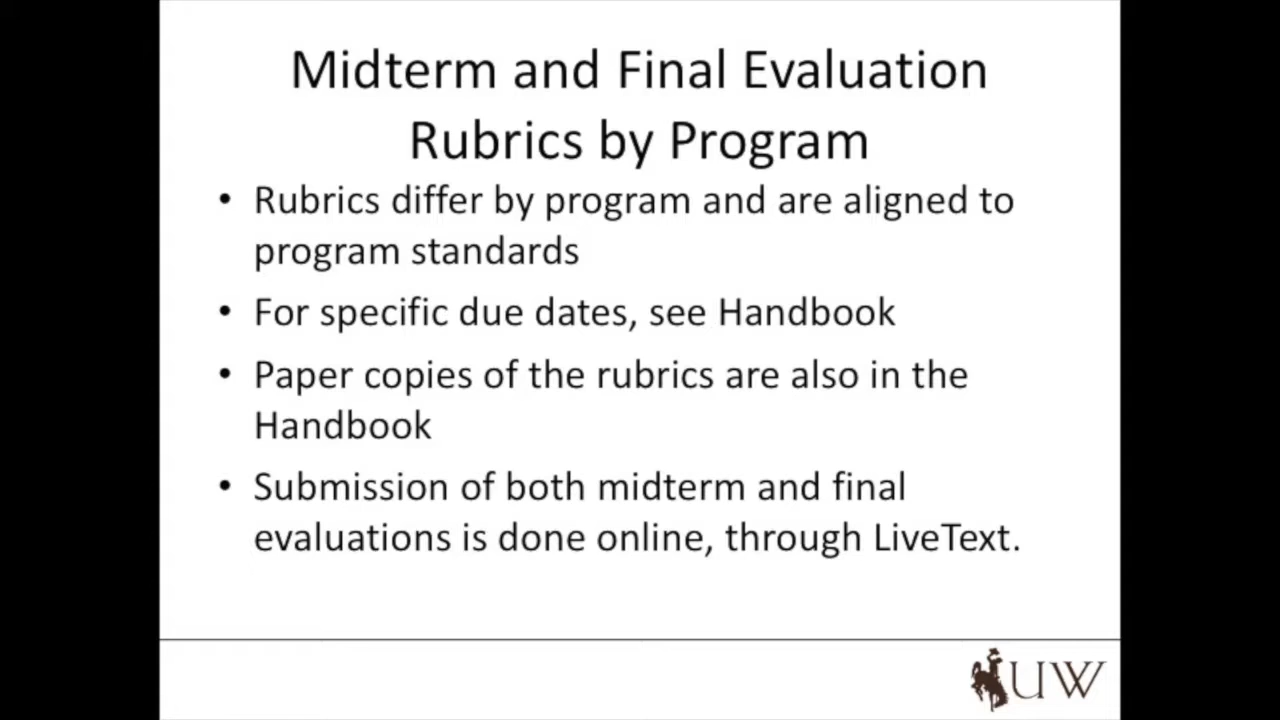 Midterm and Final Evaluation
Rubrics by Program
• Rubrics differ by program and are aligned to
program standards
• For specific due dates, see Handbook
• Paper copies of the rubrics are also in the
Handbook
• Submission of both midterm and final
evaluations is done online, through LiveText.
UW